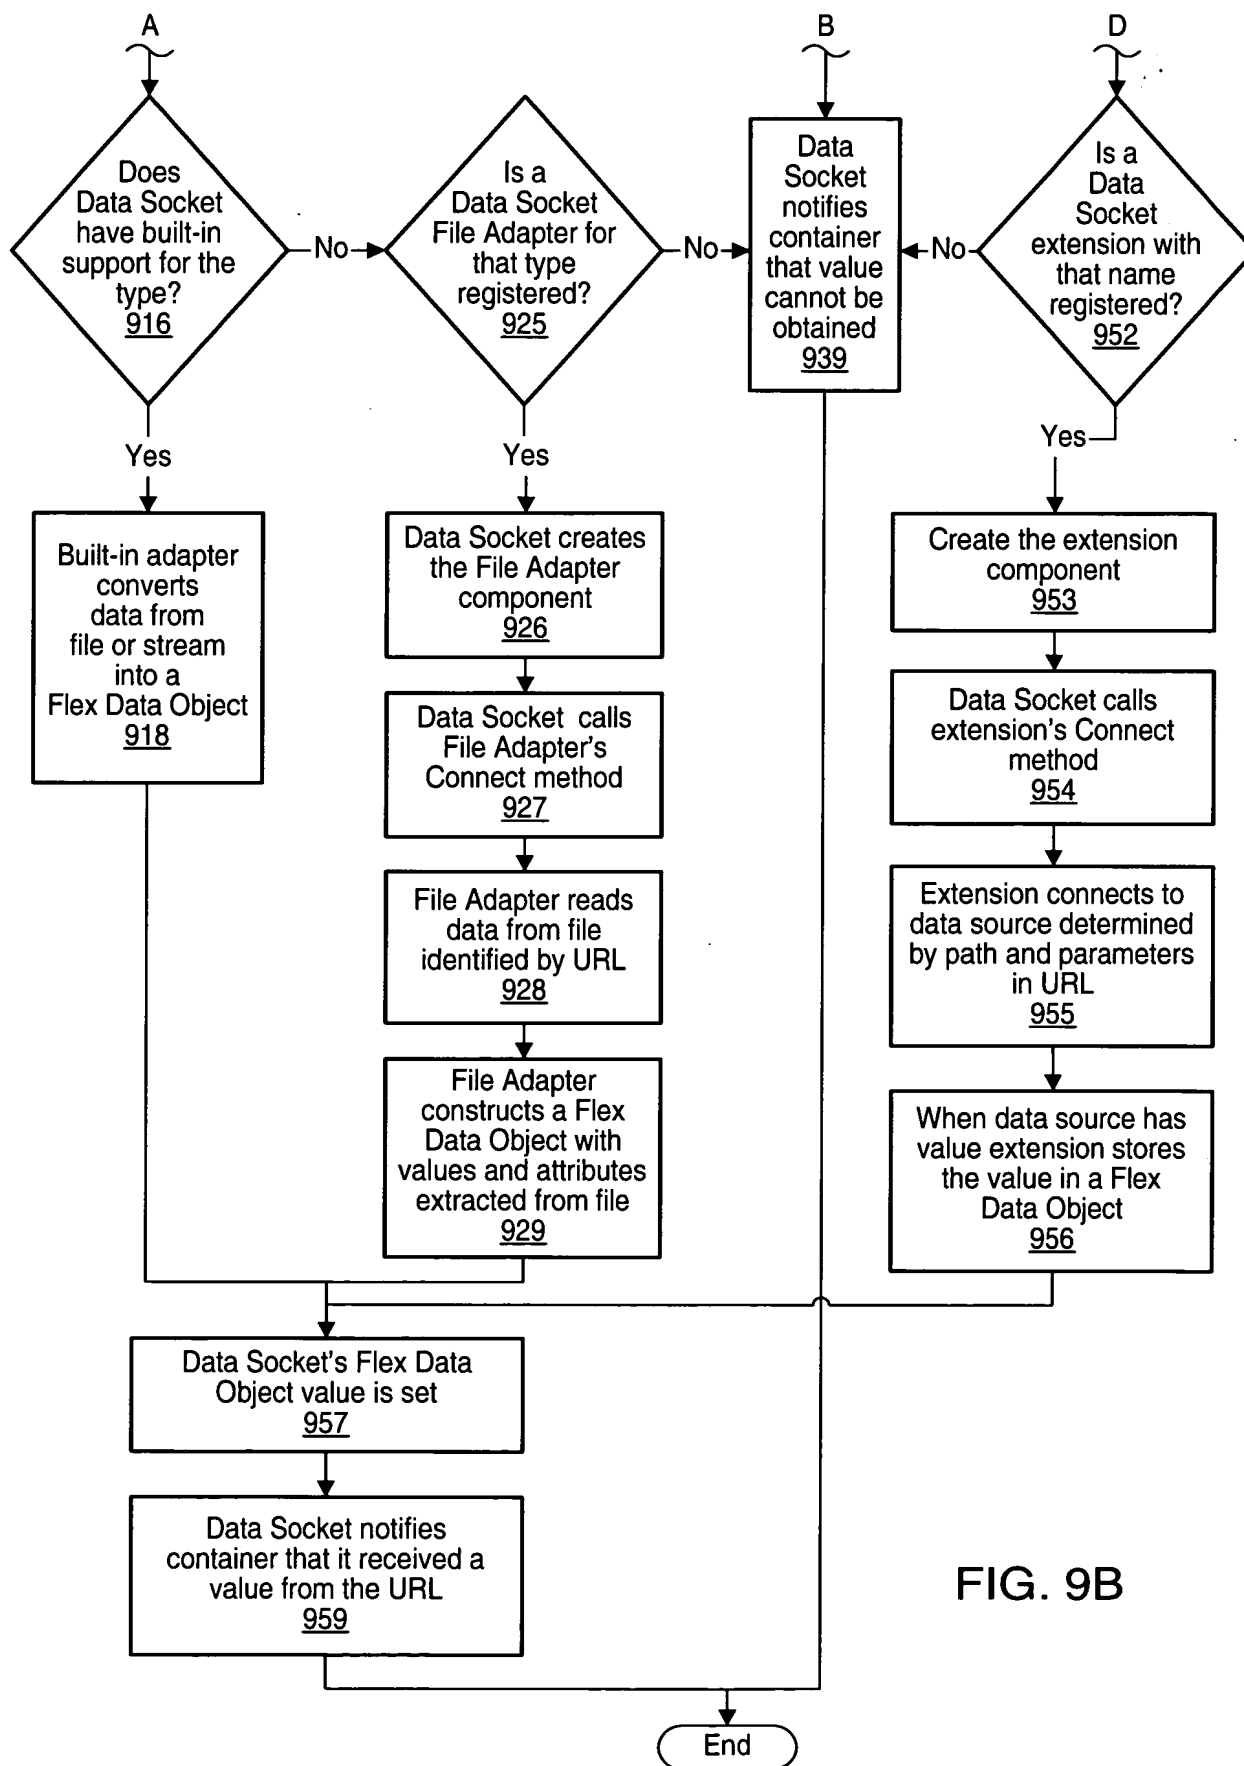 A
B
D
Does
Data Socket
have built-in
support for the
type?
916
No
Is a
Data Socket
File Adapter for
that type
registered?
925
No
Data
Socket
notifies
container
that value
cannot be
obtained
939
No
Is a
Data
Socket
extension with
that name
registered?
952
Yes
Yes
Yes
Built-in adapter
converts
data from
file or stream
into a
Flex Data Object
918
Data Socket creates
the File Adapter
component
926
Data Socket calls
File Adapter's
Connect method
927
File Adapter reads
data from file
identified by URL
928
File Adapter
constructs a Flex
Data Object with
values and attributes
extracted from file
929
Create the extension
component
953
Data Socket calls
extension's Connect
method
954
Extension connects to
data source determined
by path and parameters
in URL
955
When data source has
value extension stores
the value in a Flex
Data Object
956
Data Socket's Flex Data
Object value is set
957
Data Socket notifies
container that it received a
value from the URL
959
FIG. 9B
End